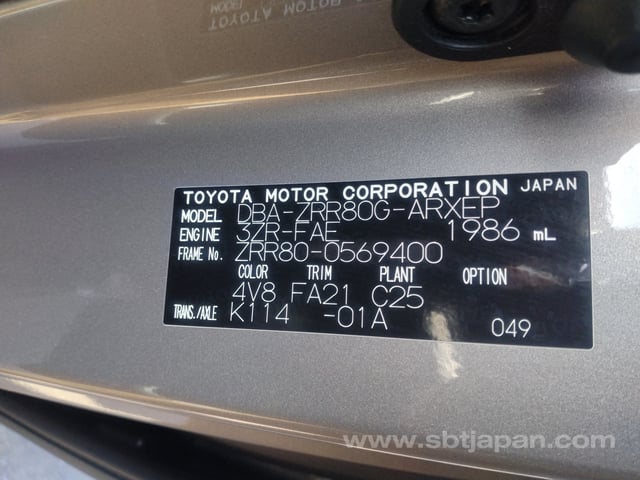 TOYOTA MOTOR CORPORATION JAPAN
MODEL DBA-ZRR80G-ARXEP
ENGINE 3ZR-FAE 1986 mL
FRAME No. ZRR80-0569400
COLOR TRIM PLANT OPTION
4V8 FA21 C25
TRANS./AXLE K114 -01A
049
www.sbtjapan.com